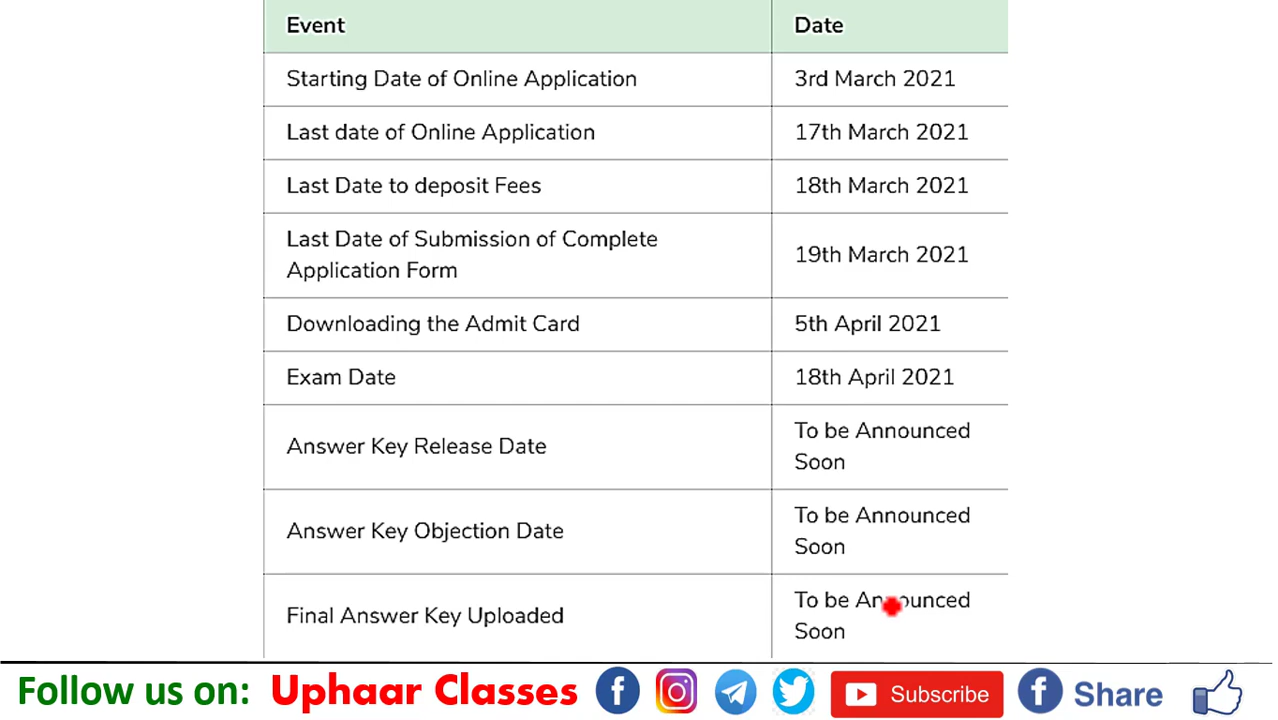 Event Date
Starting Date of Online Application 3rd March 2021
Last date of Online Application 17th March 2021
Last Date to deposit Fees 18th March 2021
Last Date of Submission of Complete
Application Form 19th March 2021
Downloading the Admit Card 5th April 2021
Exam Date 18th April 2021
Answer Key Release Date To be Announced
Soon
Answer Key Objection Date To be Announced
Soon
Final Answer Key Uploaded To be Announced
Soon
Follow us on: Uphaar Classes Subscribe Share